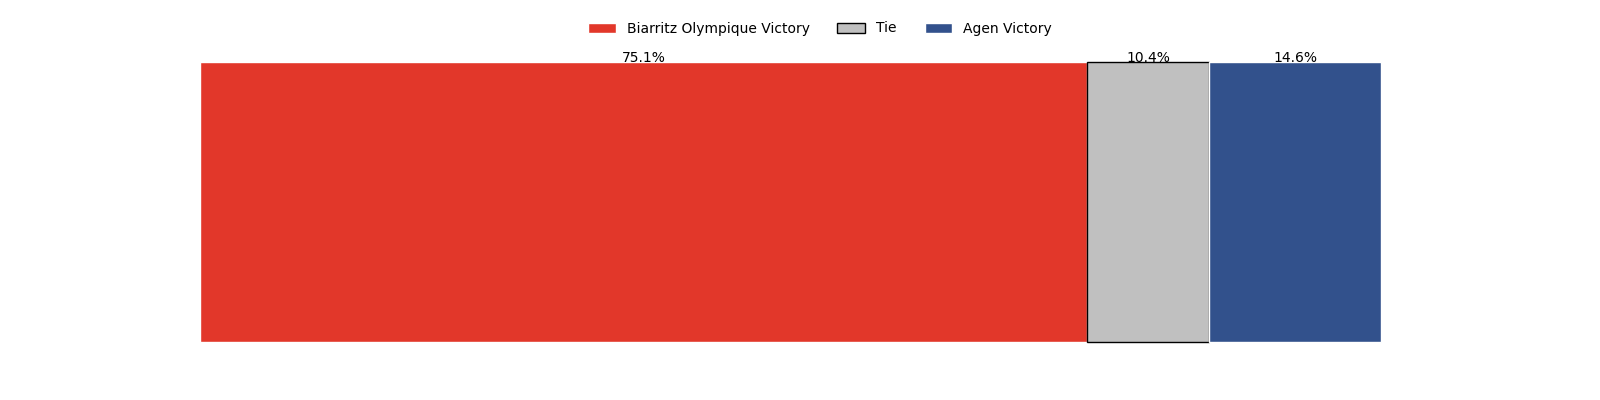 Biarritz Olympique Victory Tie Agen Victory
75.1% 10.4% 14.6%